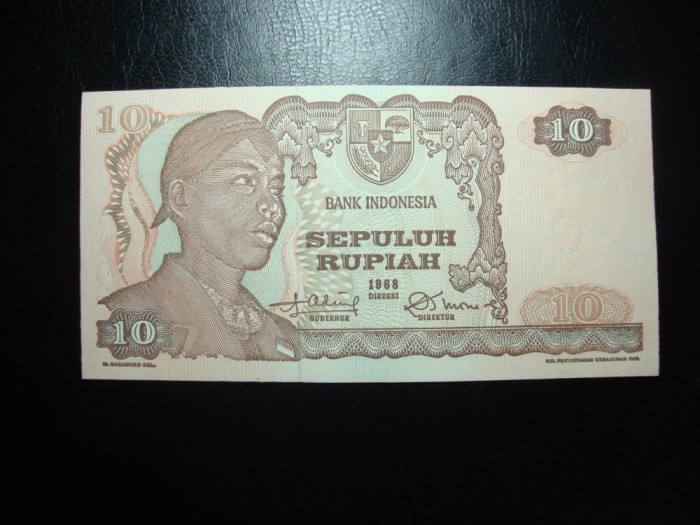 10
10
BANK INDONESIA
SEPULUH
RUPIAH
1968
DIREKSI
GUBERNUR
DIREKTUR
10
10